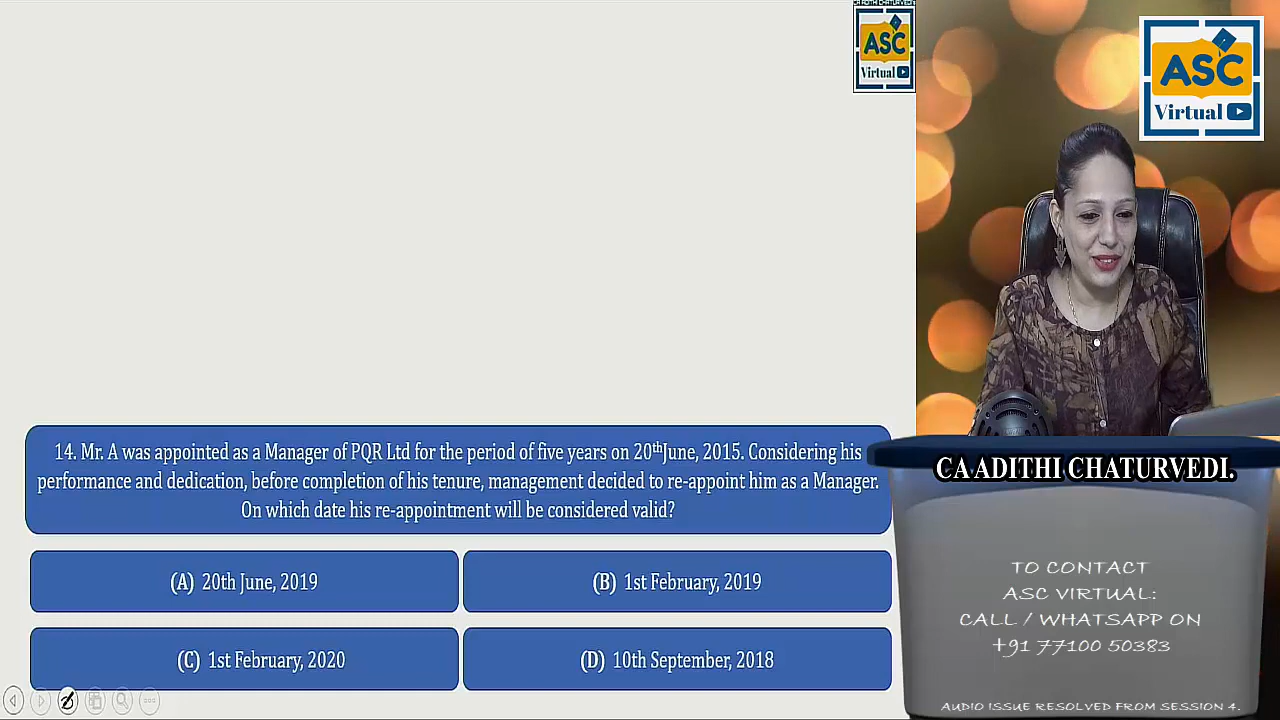 CA ADITHI CHATURVEDI
ASC
Virtual
ASC
Virtual
14. Mr. A was appointed as a Manager of PQR Ltd for the period of five years on 20thJune, 2015. Considering his
performance and dedication, before completion of his tenure, management decided to re-appoint him as a Manager.
On which date his re-appointment will be considered valid?
(A) 20th June, 2019
(B) 1st February, 2019
(C) 1st February, 2020
(D) 10th September, 2018
CA ADITHI CHATURVEDI.
TO CONTACT
ASC VIRTUAL:
CALL / WHATSAPP ON
+91 77100 50383
AUDIO ISSUE RESOLVED FROM SESSION 4.